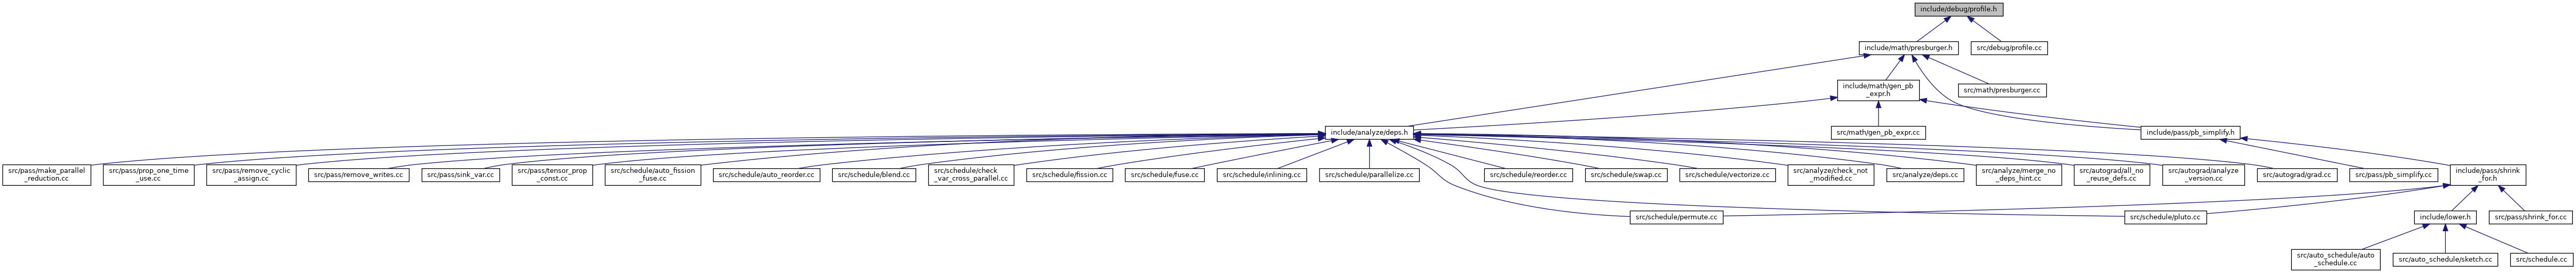 include/debug/profile.h
include/math/presburger.h
src/debug/profile.cc
include/math/gen_pb
_expr.h
src/math/presburger.cc
include/analyze/deps.h
src/math/gen_pb_expr.cc
include/pass/pb_simplify.h
src/pass/make_parallel
_reduction.cc
src/pass/prop_one_time
_use.cc
src/pass/remove_cyclic
_assign.cc
src/pass/remove_writes.cc
src/pass/sink_var.cc
src/pass/tensor_prop
_const.cc
src/schedule/auto_fission
_fuse.cc
src/schedule/auto_reorder.cc
src/schedule/blend.cc
src/schedule/check
_var_cross_parallel.cc
src/schedule/fission.cc
src/schedule/fuse.cc
src/schedule/inlining.cc
src/schedule/parallelize.cc
src/schedule/reorder.cc
src/schedule/swap.cc
src/schedule/vectorize.cc
src/analyze/check_not
_modified.cc
src/analyze/deps.cc
src/analyze/merge_no
_deps_hint.cc
src/autograd/all_no
_reuse_defs.cc
src/autograd/analyze
_version.cc
src/autograd/grad.cc
src/pass/pb_simplify.cc
include/pass/shrink
_for.h
src/schedule/permute.cc
src/schedule/pluto.cc
include/lower.h
src/pass/shrink_for.cc
src/auto_schedule/auto
_schedule.cc
src/auto_schedule/sketch.cc
src/schedule.cc